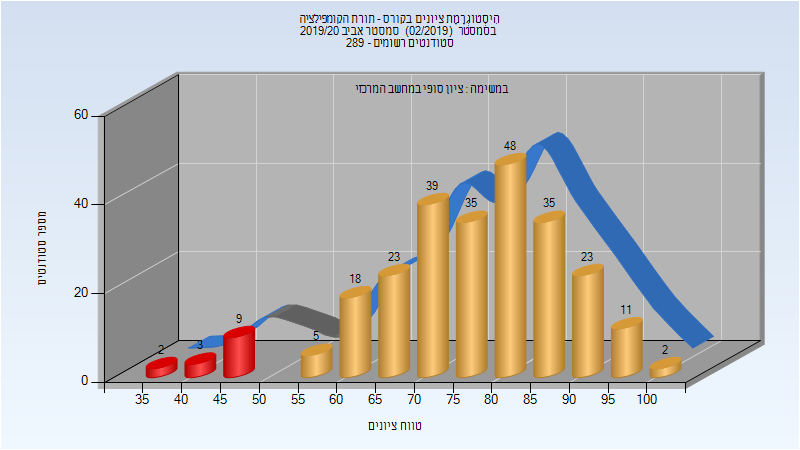 היסטוגרמת ציונים בקורס - תורת הקומפילציה
בסמסטר (02/2019) סמסטר אביב 2019/20
סטודנטים רשומים - 289
במשימה : ציון סופי במחשב המרכזי
מספר סטודנטים
60
40
20
0
2
3
9
5
18
23
39
35
48
35
23
11
2
35 40 45 50 55 60 65 70 75 80 85 90 95 100
טווח ציונים